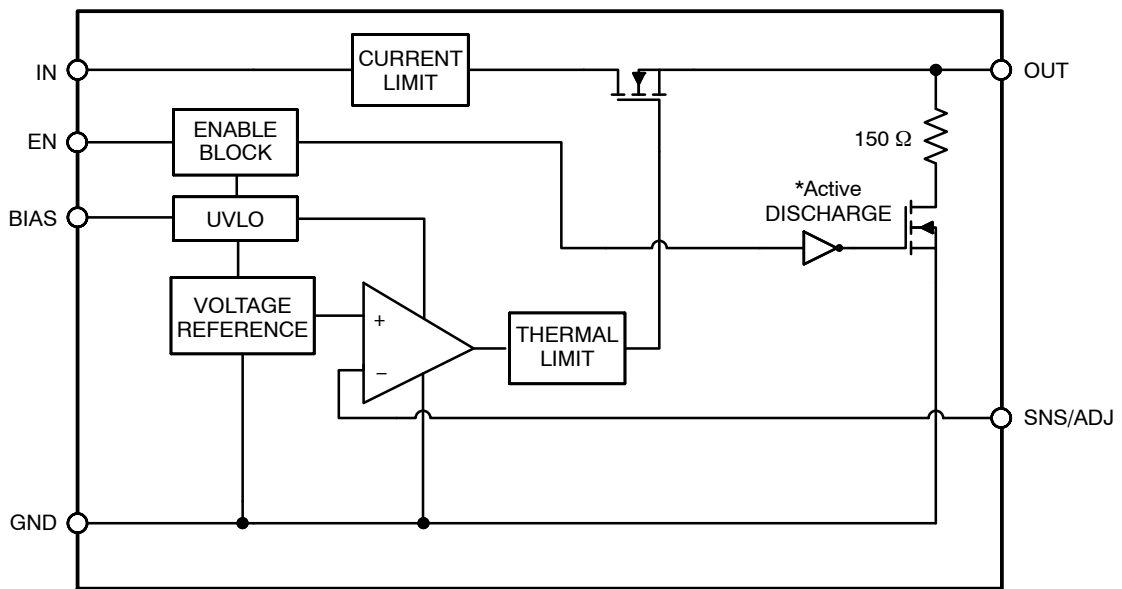 IN
CURRENT
LIMIT
OUT
EN
ENABLE
BLOCK
150 Ω
BIAS
UVLO
*Active
DISCHARGE
VOLTAGE
REFERENCE
+
−
THERMAL
LIMIT
SNS/ADJ
GND